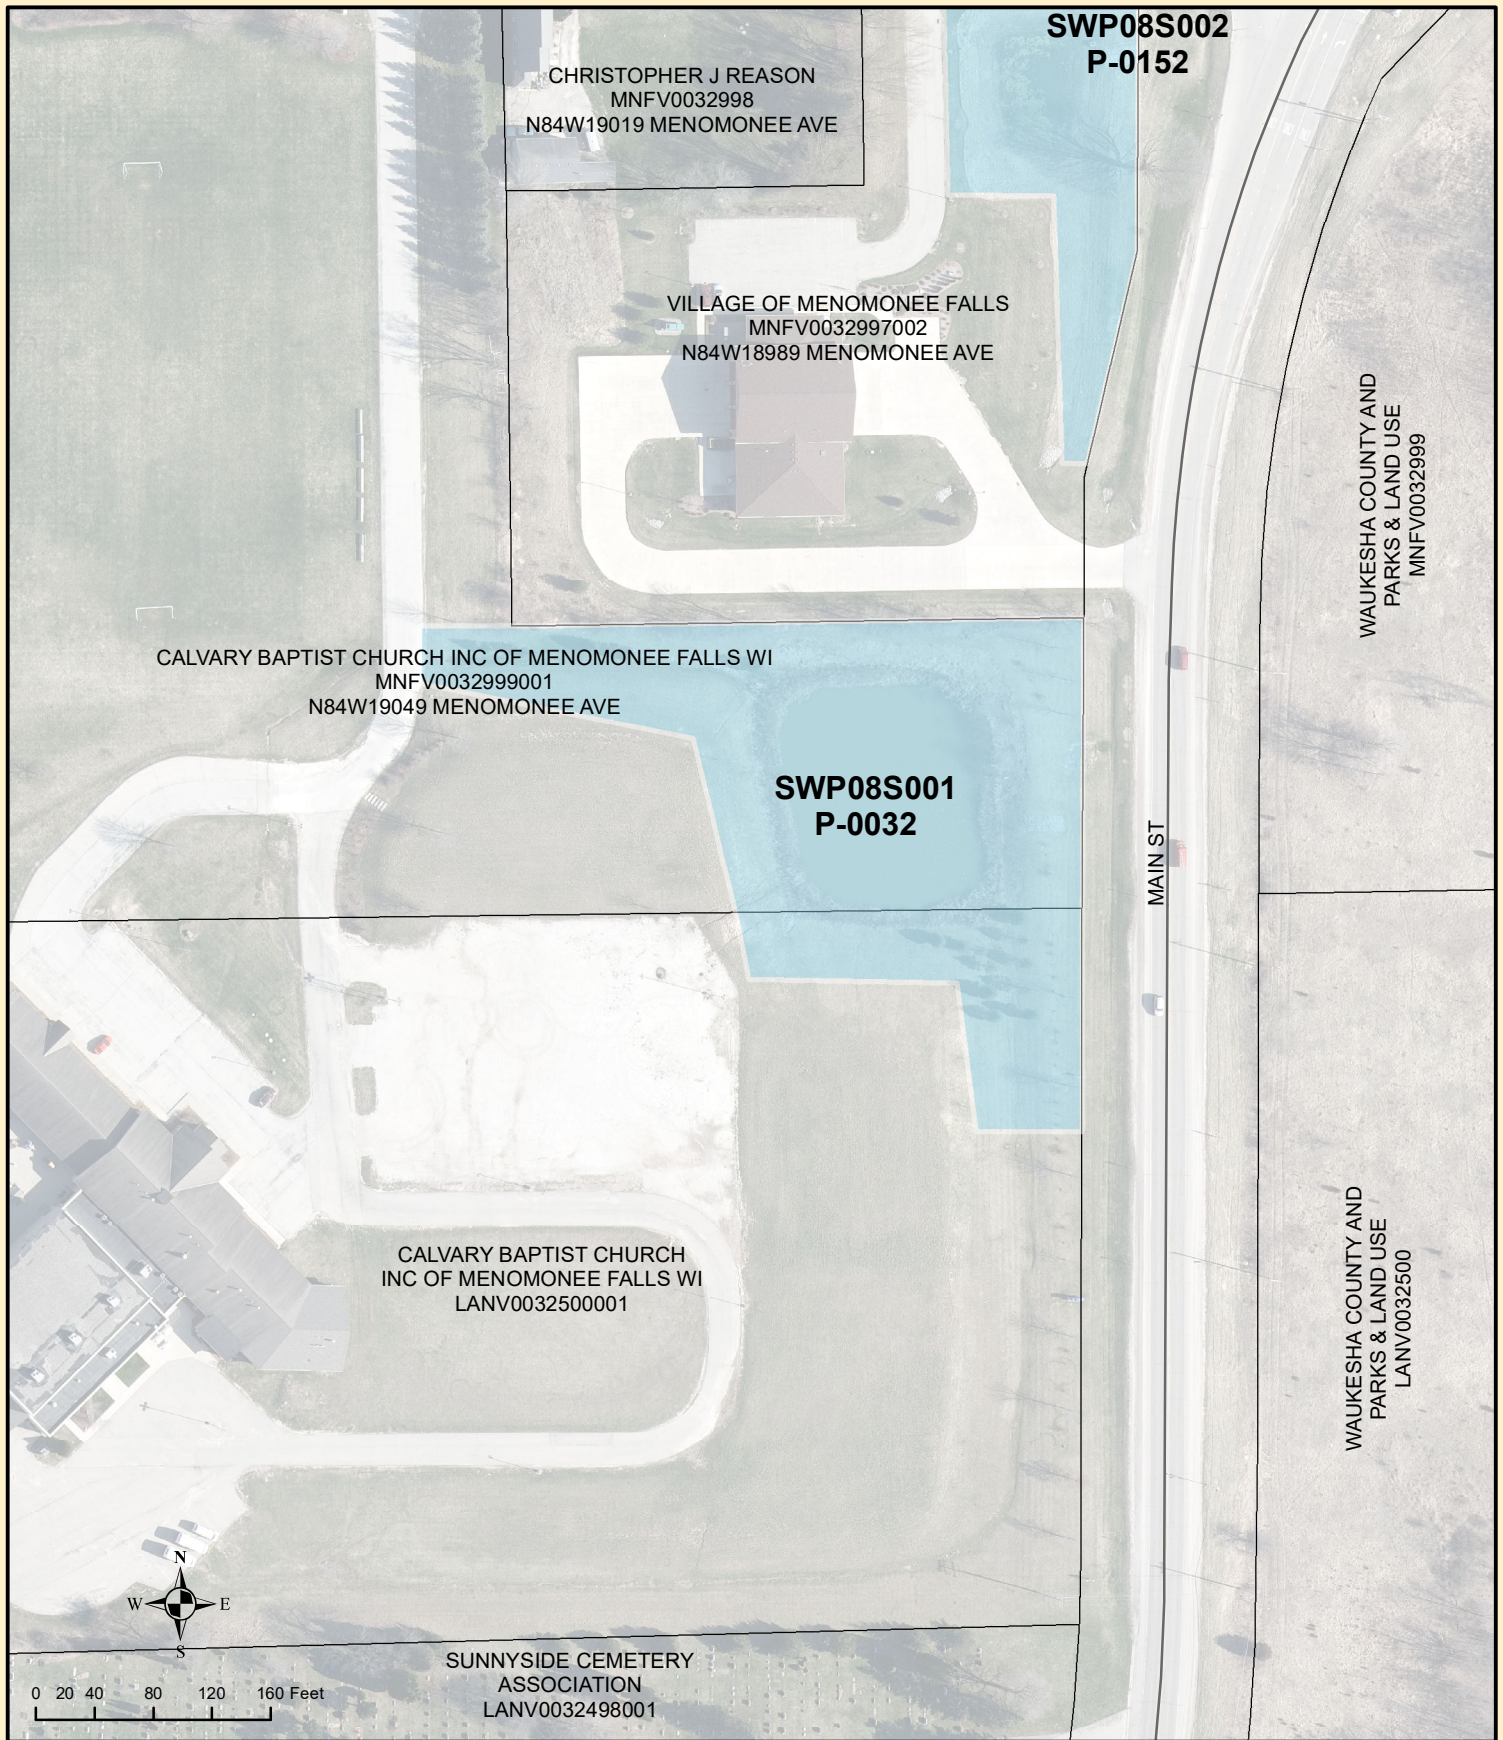 SWP08S002
P-0152
CHRISTOPHER J REASON
MNFV0032998
N84W19019 MENOMONEE AVE
VILLAGE OF MENOMONEE FALLS
MNFV0032997002
N84W18989 MENOMONEE AVE
WAUKESHA COUNTY AND
PARKS & LAND USE
MNFV0032999
CALVARY BAPTIST CHURCH INC OF MENOMONEE FALLS WI
MNFV0032999001
N84W19049 MENOMONEE AVE
SWP08S001
P-0032
MAIN ST
CALVARY BAPTIST CHURCH
INC OF MENOMONEE FALLS WI
LANV0032500001
WAUKESHA COUNTY AND
PARKS & LAND USE
LANV0032500
N
W E
S
SUNNYSIDE CEMETERY
ASSOCIATION
LANV0032498001
0 20 40 80 120 160 Feet